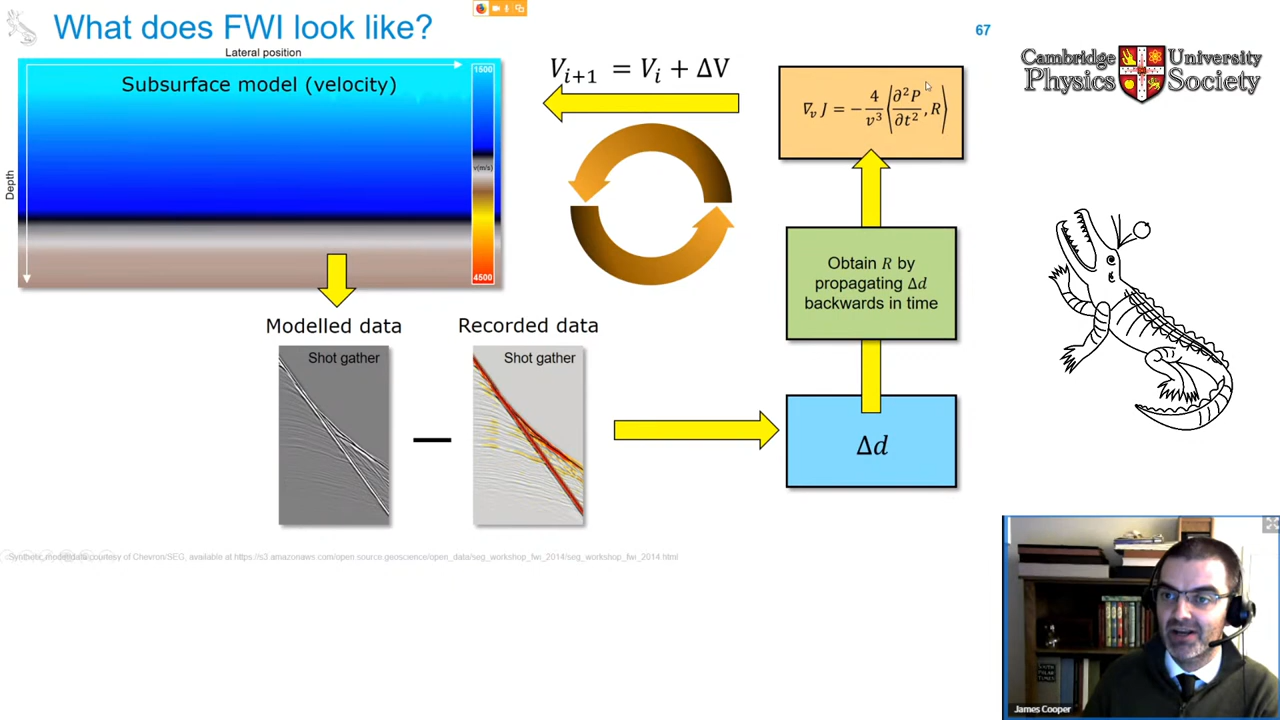 What does FWI look like?
67
Lateral position
Subsurface model (velocity)
Depth
1500
v(m/s)
4500
V_{i+1} = V_i + ΔV
∇_v J = − 4/v³ ⟨∂²P/∂t², R⟩
Cambridge University
Physics Society
Obtain R by
propagating Δd
backwards in time
Modelled data
Recorded data
Shot gather
Shot gather
−
Δd
Synthetic model/data courtesy of Chevron/SEG, available at https://s3.amazonaws.com/open.source.geoscience/open_data/seg_workshop_fwi_2014/seg_workshop_fwi_2014.html
James Cooper